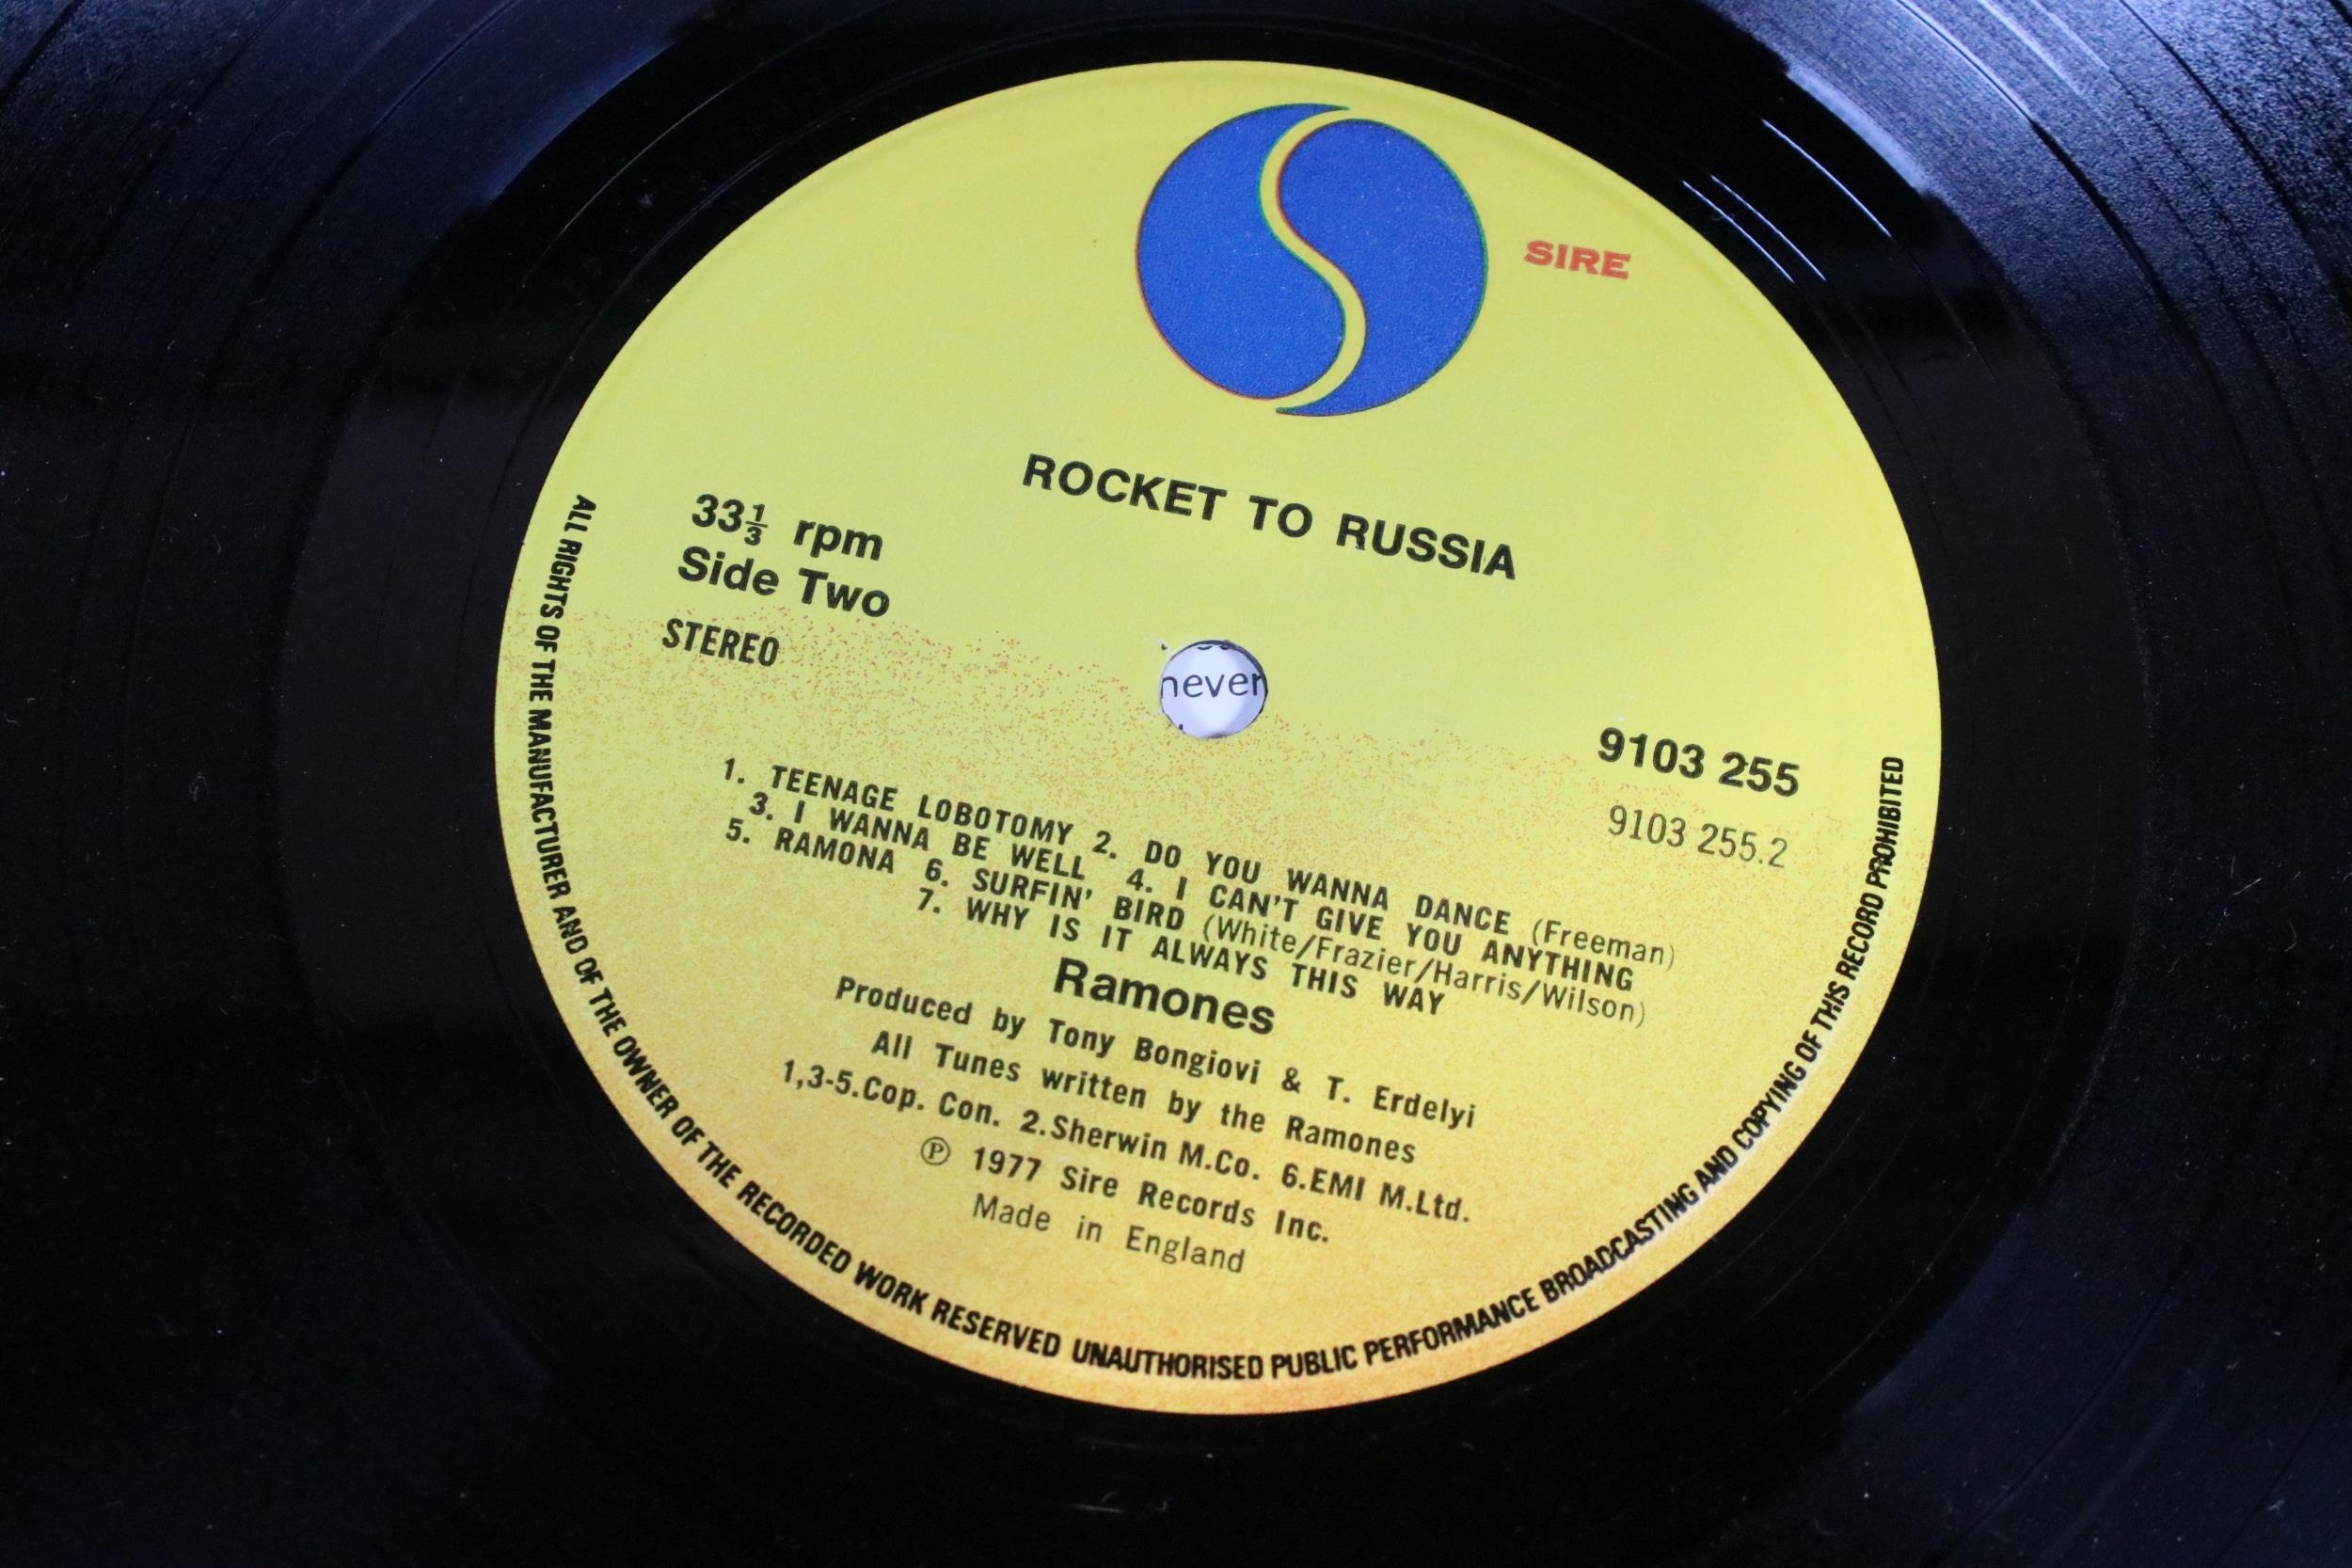 SIRE
ROCKET TO RUSSIA
33⅓ rpm
Side Two
STEREO
never
9103 255
9103 255.2
1. TEENAGE LOBOTOMY 2. DO YOU WANNA DANCE (Freeman)
3. I WANNA BE WELL 4. I CAN'T GIVE YOU ANYTHING
5. RAMONA 6. SURFIN' BIRD (White/Frazier/Harris/Wilson)
7. WHY IS IT ALWAYS THIS WAY
Ramones
Produced by Tony Bongiovi & T. Erdelyi
All Tunes written by the Ramones
1,3-5.Cop. Con. 2.Sherwin M.Co. 6.EMI M.Ltd.
℗ 1977 Sire Records Inc.
Made in England
ALL RIGHTS OF THE MANUFACTURER AND OF THE OWNER OF THE RECORDED WORK RESERVED UNAUTHORISED PUBLIC PERFORMANCE BROADCASTING AND COPYING OF THIS RECORD PROHIBITED